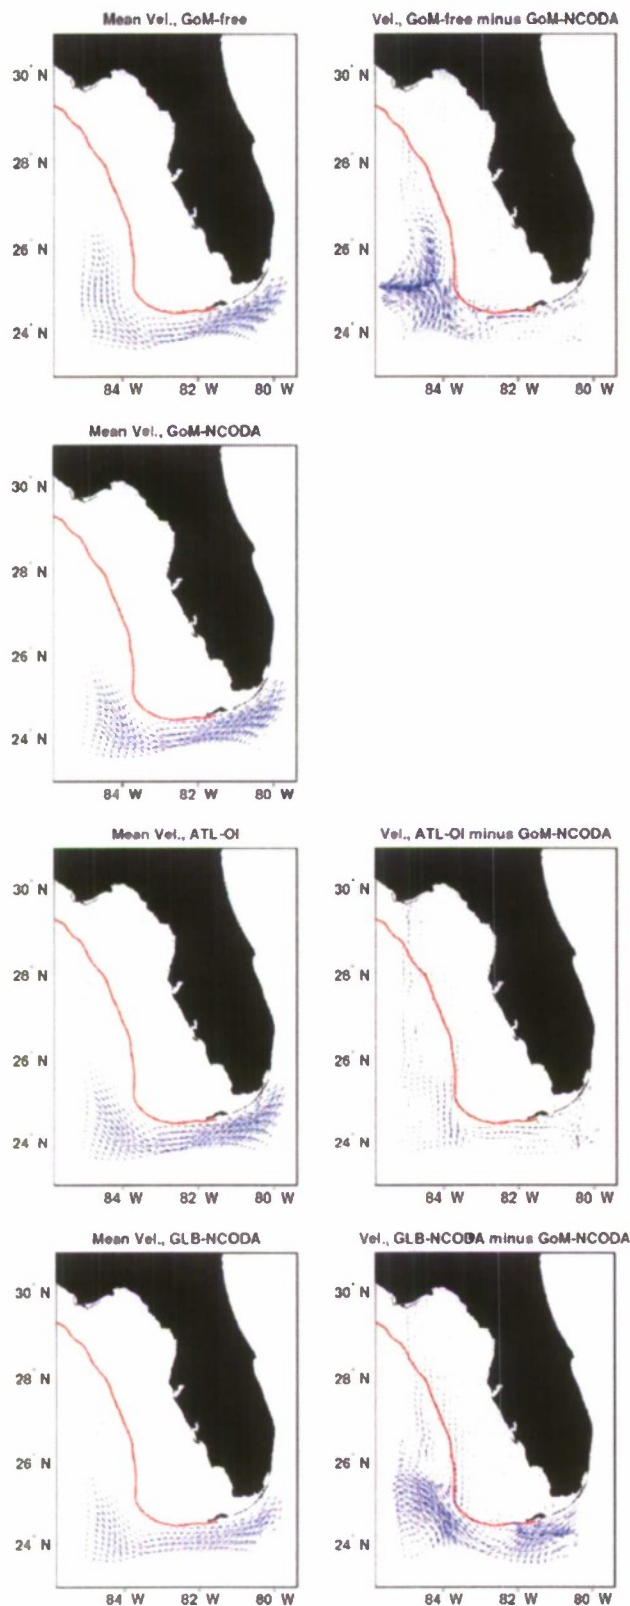 Mean Vel., GoM-free
Vel., GoM-free minus GoM-NCODA
30° N
28° N
26° N
24° N
84 W 82 W 80 W
30° N
28° N
26° N
24° N
84 W 82 W 80 W
Mean Vel., GoM-NCODA
30° N
28° N
26° N
24° N
84 W 82 W 80 W
Mean Vel., ATL-OI
Vel., ATL-OI minus GoM-NCODA
30° N
28° N
26° N
24° N
84 W 82 W 80 W
30° N
28° N
26° N
24° N
84 W 82 W 80 W
Mean Vel., GLB-NCODA
Vel., GLB-NCODA minus GoM-NCODA
30° N
28° N
26° N
24° N
84 W 82 W 80 W
30° N
28° N
26° N
24° N
84 W 82 W 80 W